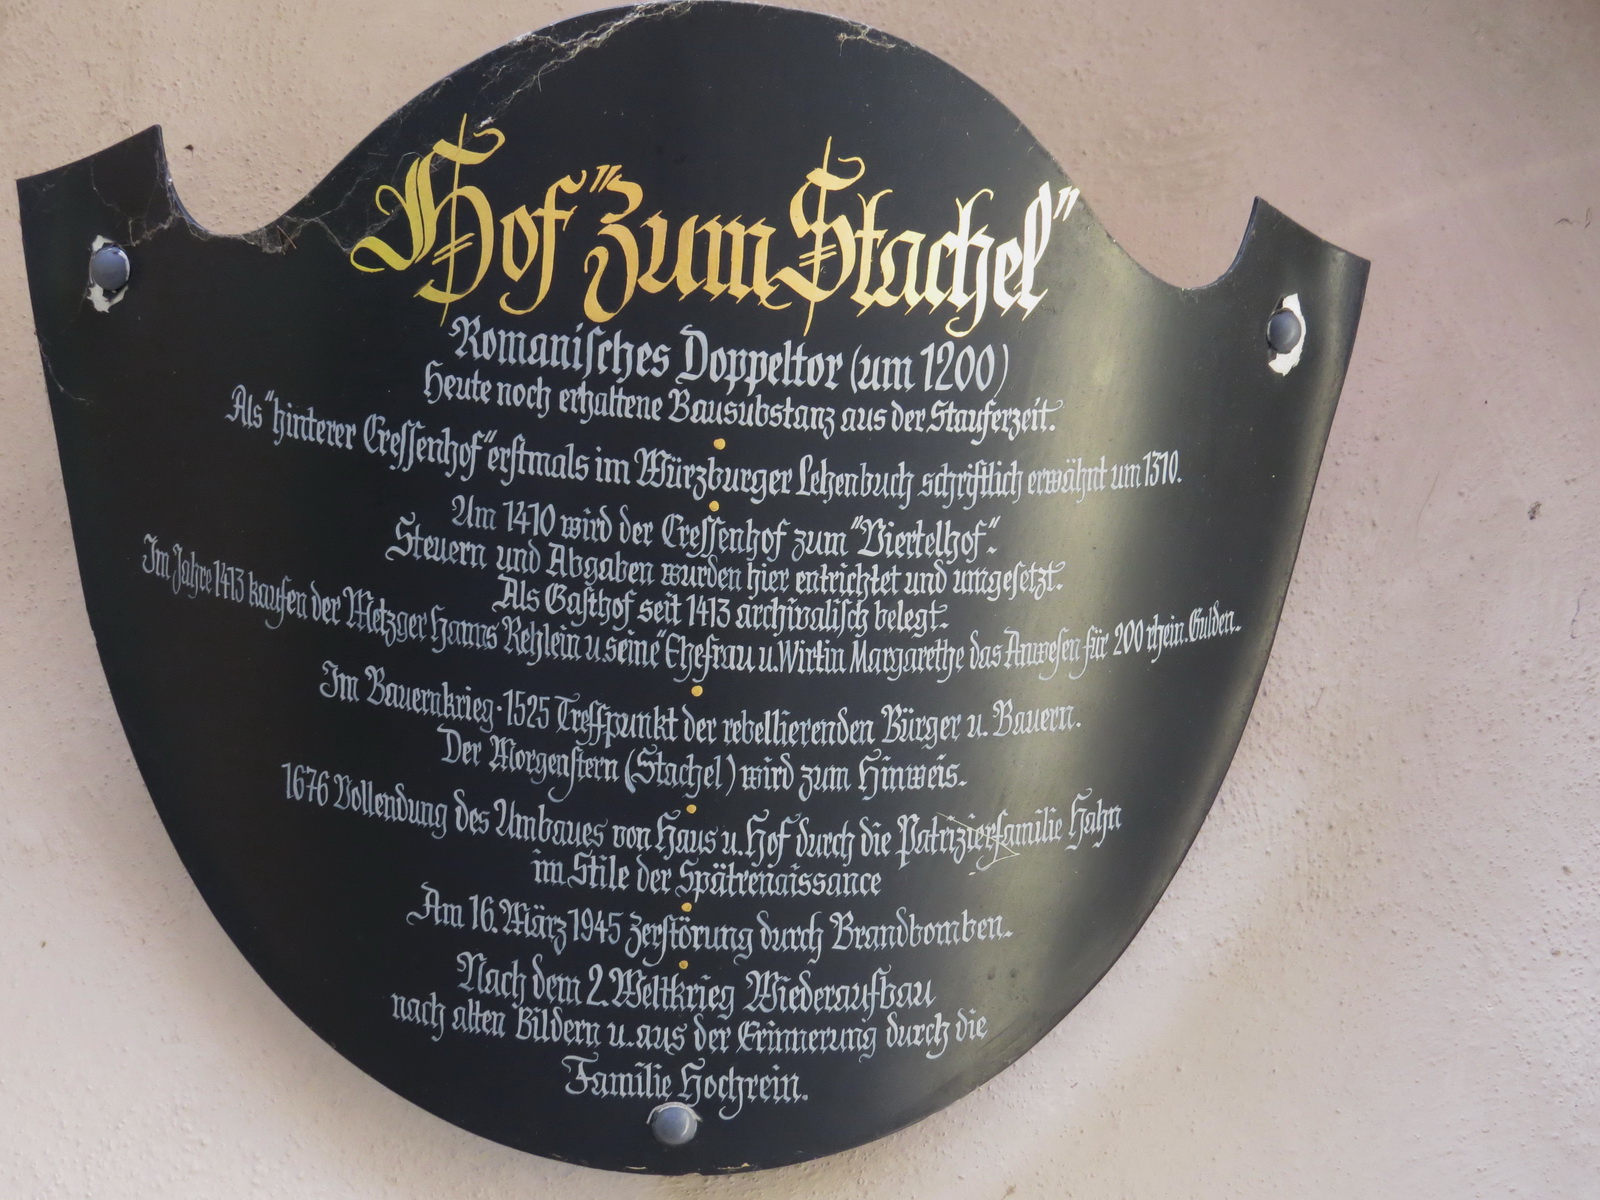 Hof "Zum Stachel"
Romanisches Doppeltor (um 1200)
Heute noch erhaltene Bausubstanz aus der Stauferzeit.
Als "hinterer Cressenhof" erstmals im Würzburger Lehenbuch schriftlich erwähnt um 1310.
Um 1410 wird der Cressenhof zum "Viertelhof".
Steuern und Abgaben wurden hier entrichtet und umgesetzt.
Als Gasthof seit 1413 archivalisch belegt.
Im Jahre 1413 kaufen der Metzger Hanns Rehlein u. seine Ehefrau u. Wirtin Margarethe das Anwesen für 200 rhein. Gulden.
Im Bauernkrieg · 1525 Treffpunkt der rebellierenden Bürger u. Bauern.
Der Morgenstern (Stachel) wird zum Hinweis.
1676 Vollendung des Umbaues von Haus u. Hof durch die Patrizierfamilie Hahn
im Stile der Spätrenaissance
Am 16. März 1945 Zerstörung durch Brandbomben.
Nach dem 2. Weltkrieg Wiederaufbau
nach alten Bildern u. aus der Erinnerung durch die
Familie Hochrein.